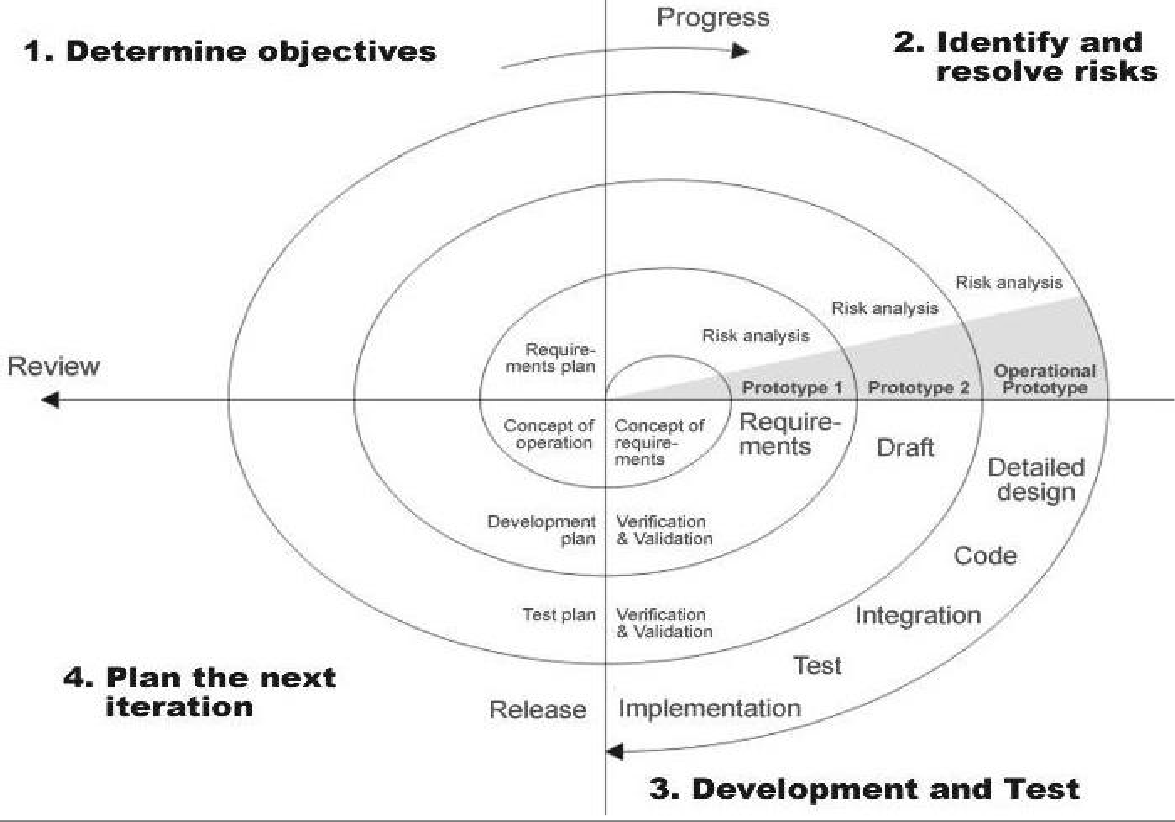 Progress
1. Determine objectives
2. Identify and
resolve risks
Risk analysis
Risk analysis
Risk analysis
Require-
ments plan
Review
Operational
Prototype
Prototype 1
Prototype 2
Concept of
operation
Concept of
require-
ments
Require-
ments
Draft
Detailed
design
Development
plan
Verification
& Validation
Code
Test plan
Verification
& Validation
Integration
Test
4. Plan the next
iteration
Release
Implementation
3. Development and Test